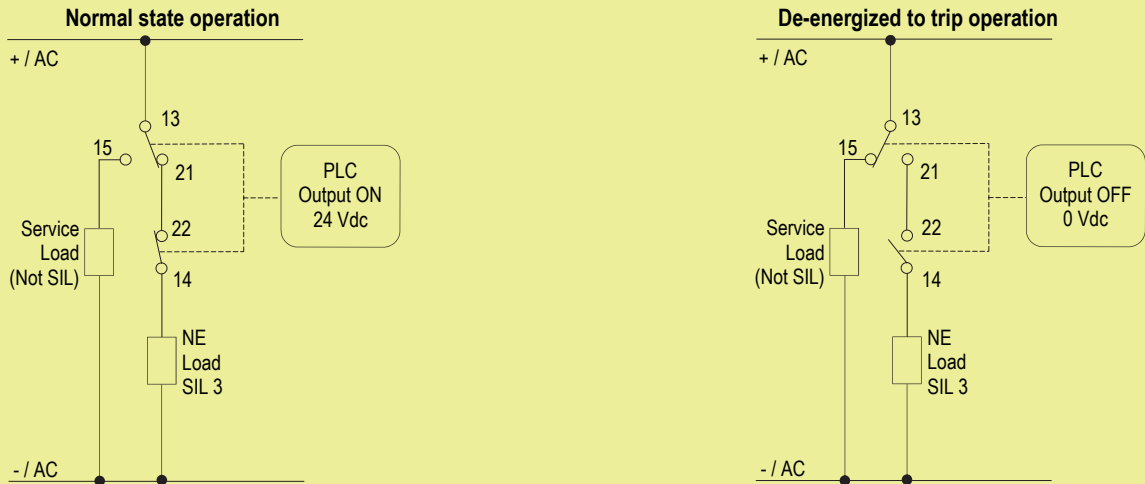 Normal state operation
+ / AC
13
15
21
PLC
Output ON
24 Vdc
22
Service
Load
(Not SIL)
14
NE
Load
SIL 3
- / AC
De-energized to trip operation
+ / AC
13
15
21
PLC
Output OFF
0 Vdc
22
Service
Load
(Not SIL)
14
NE
Load
SIL 3
- / AC